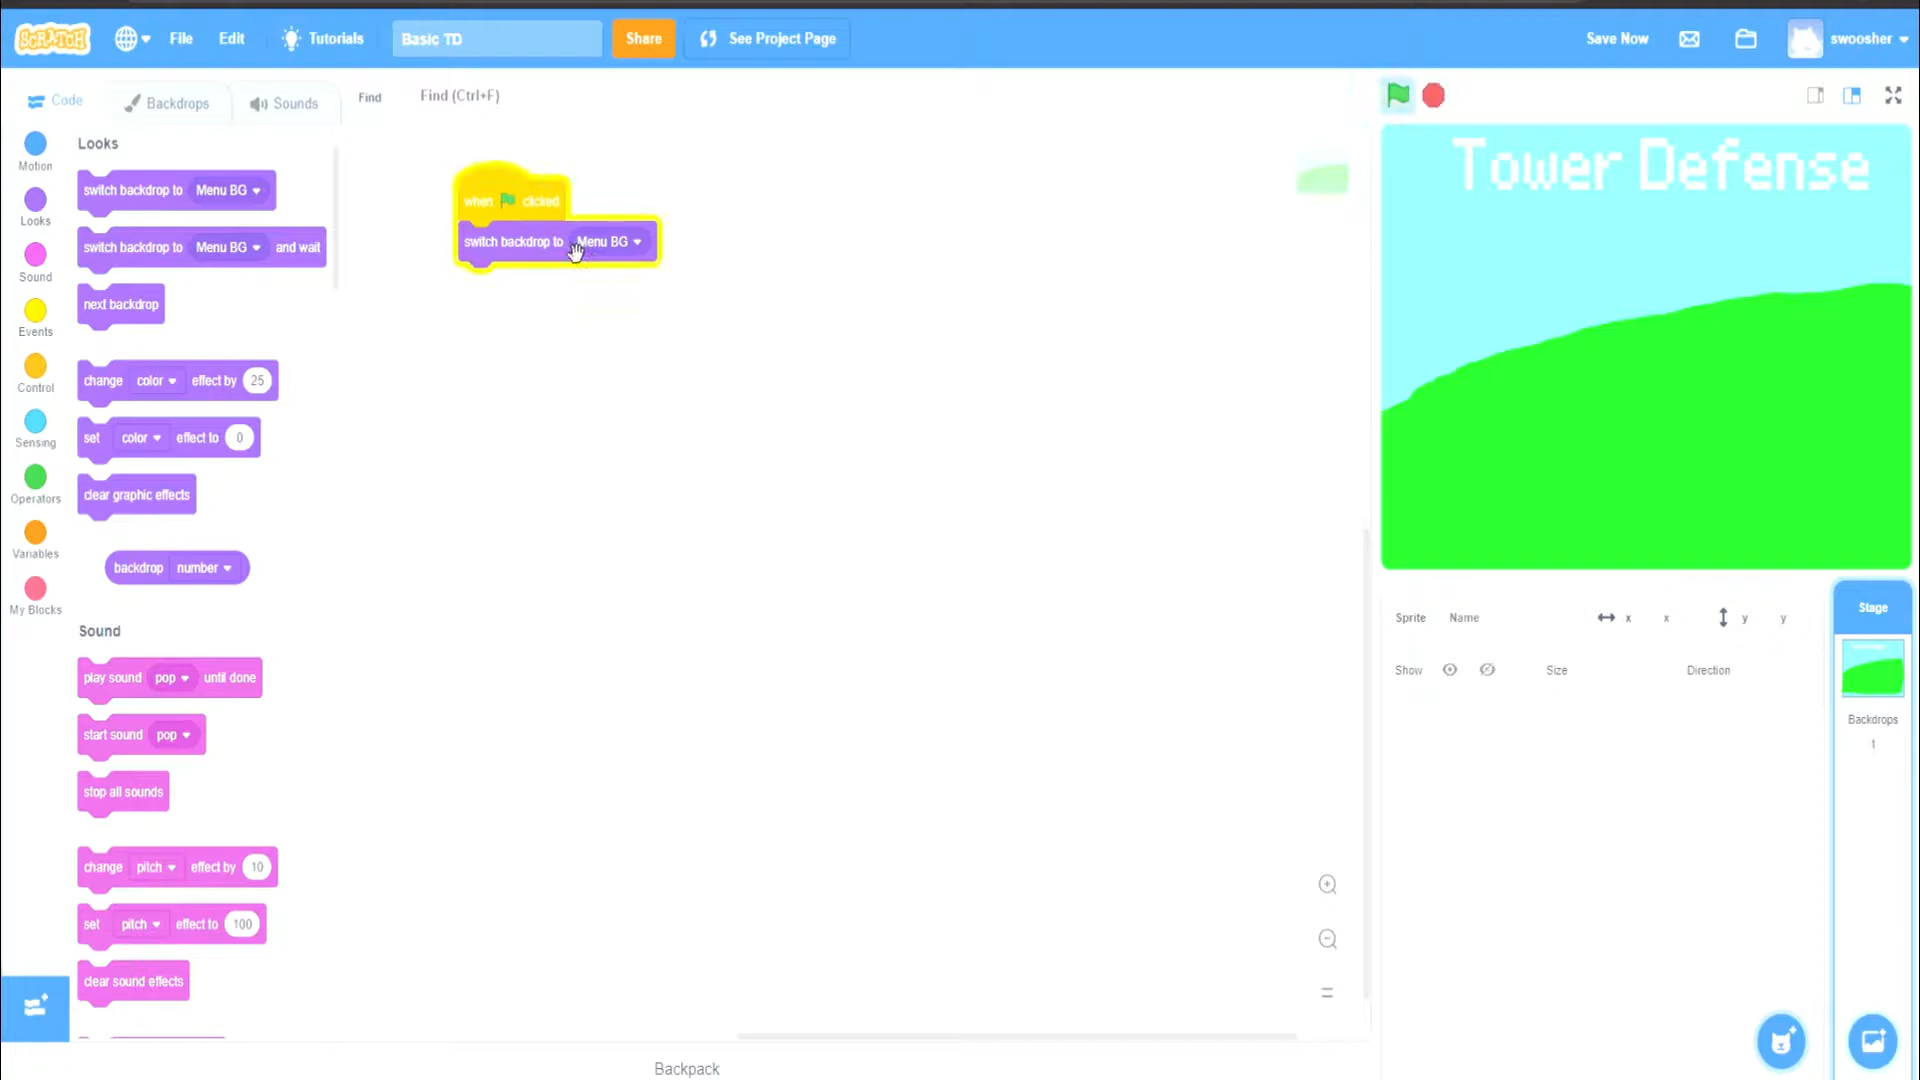 SCRATCH File Edit Tutorials Basic TD Share See Project Page Save Now swoosher
Code Backdrops Sounds Find Find (Ctrl+F)
Motion
Looks
Sound
Events
Control
Sensing
Operators
Variables
My Blocks
Looks
switch backdrop to Menu BG
switch backdrop to Menu BG and wait
next backdrop
change color effect by 25
set color effect to 0
clear graphic effects
backdrop number
Sound
play sound pop until done
start sound pop
stop all sounds
change pitch effect by 10
set pitch effect to 100
clear sound effects
when clicked
switch backdrop to Menu BG
Tower Defense
Sprite Name x x y y
Show Size Direction
Stage
Backdrops
1
Backpack